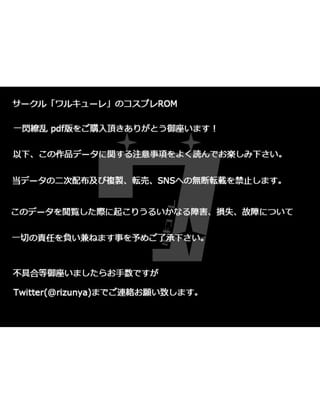 サークル「ワルキューレ」のコスプレROM
一閃繚乱 pdf版をご購入頂きありがとう御座います！
以下、この作品データに関する注意事項をよく読んでお楽しみ下さい。
当データの二次配布及び複製、転売、SNSへの無断転載を禁止します。
このデータを閲覧した際に起こりうるいかなる障害、損失、故障について
一切の責任を負い兼ねます事を予めご了承下さい。
不具合等御座いましたらお手数ですが
Twitter(@rizunya)までご連絡お願い致します。